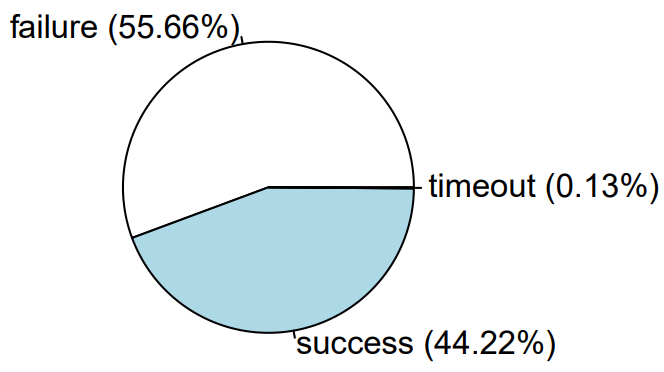 failure (55.66%)
timeout (0.13%)
success (44.22%)